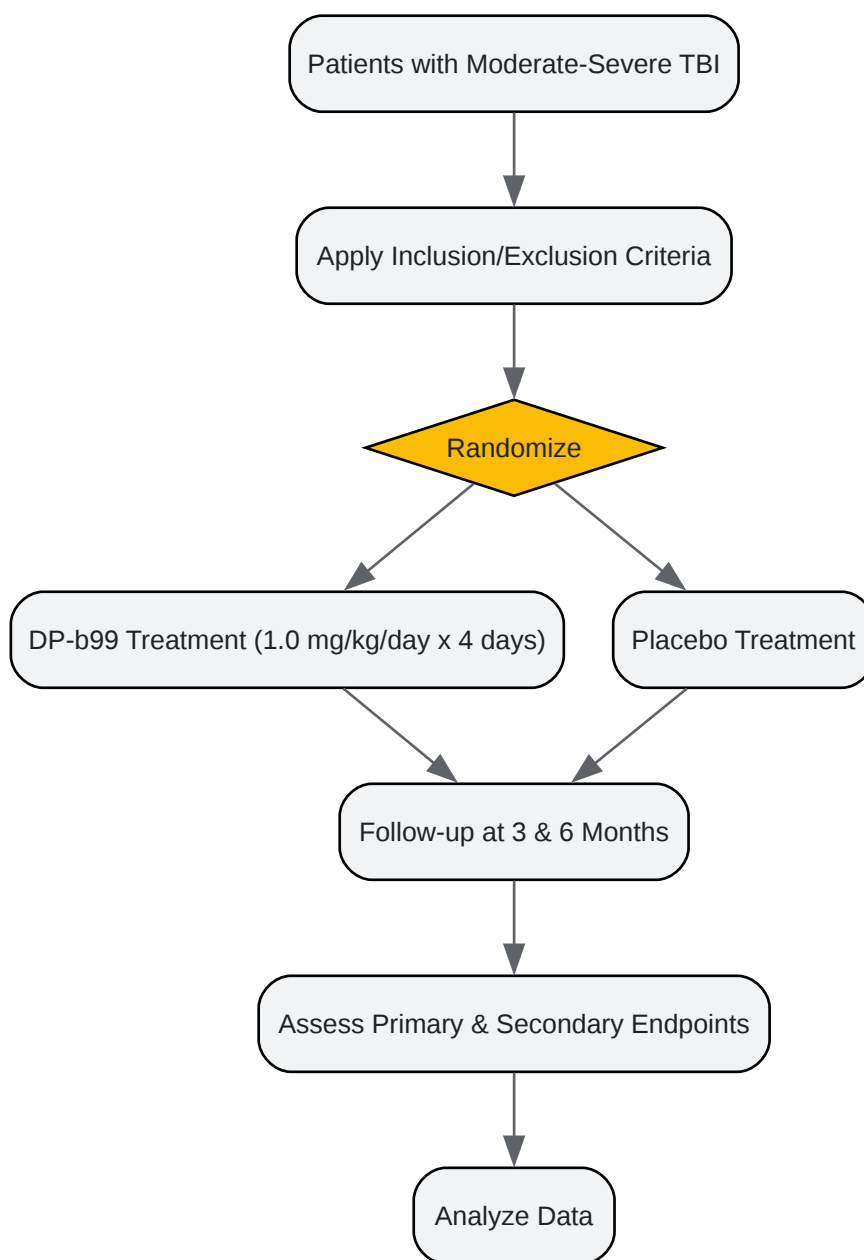 Patients with Moderate-Severe TBI
Apply Inclusion/Exclusion Criteria
Randomize
DP-b99 Treatment (1.0 mg/kg/day x 4 days)
Placebo Treatment
Follow-up at 3 & 6 Months
Assess Primary & Secondary Endpoints
Analyze Data